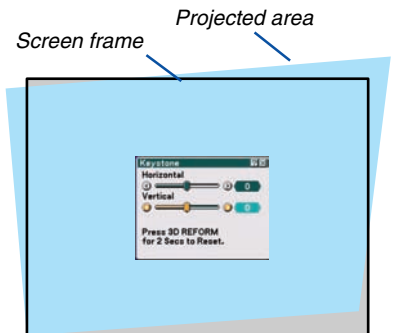 Projected area
Screen frame
Keystone
Horizontal
0
Vertical
0
Press 3D REFORM
for 2 Secs to Reset.